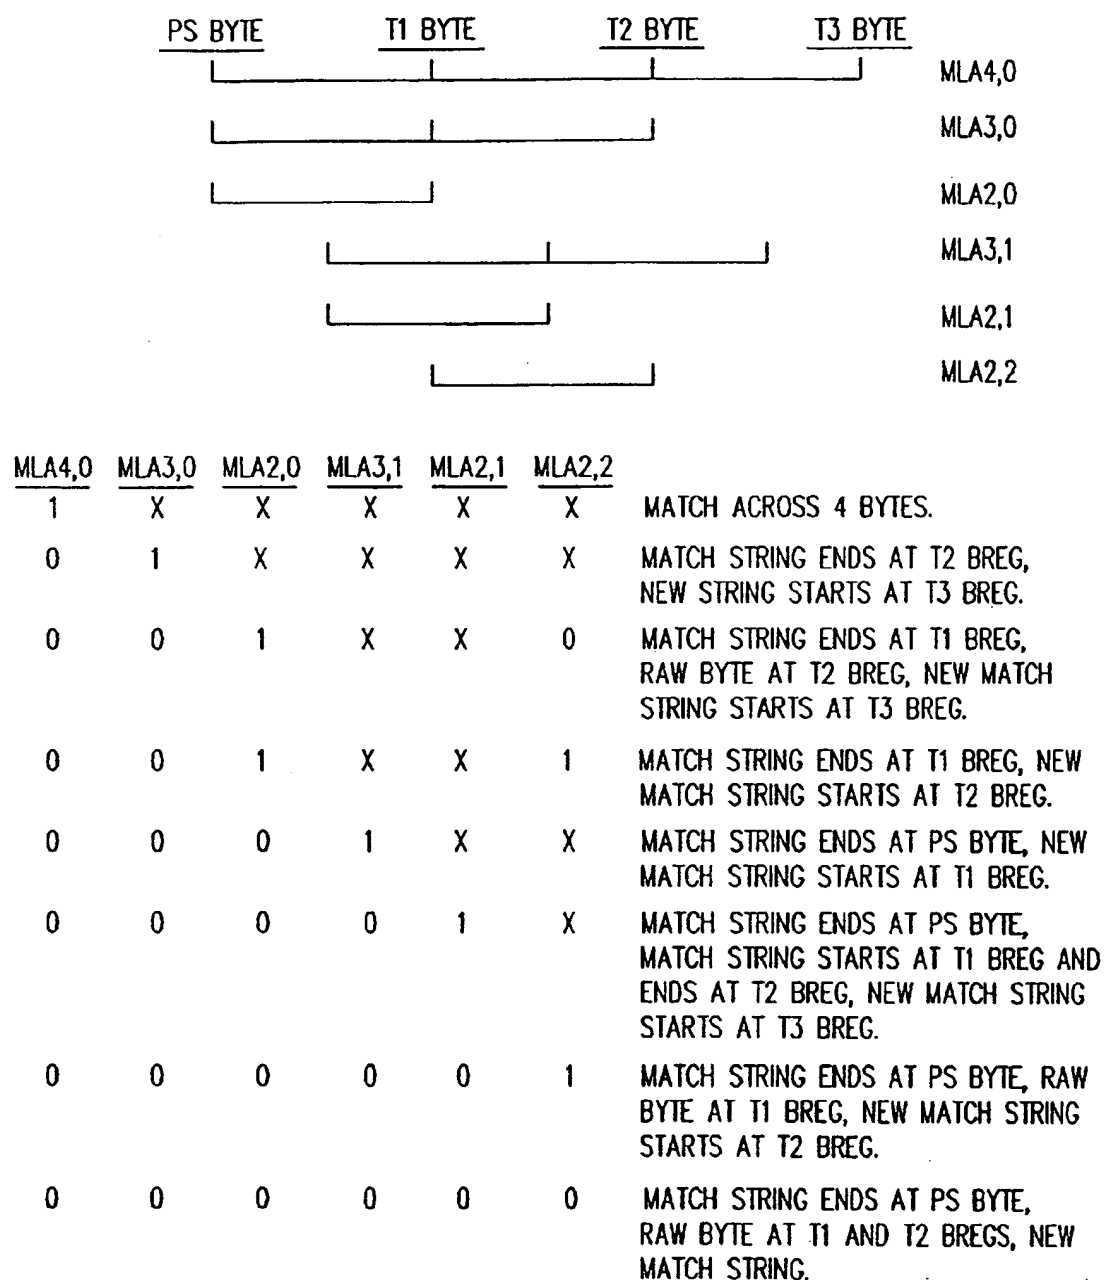 PS BYTE T1 BYTE T2 BYTE T3 BYTE
MLA4,0
MLA3,0
MLA2,0
MLA3,1
MLA2,1
MLA2,2
MLA4,0 MLA3,0 MLA2,0 MLA3,1 MLA2,1 MLA2,2
1 X X X X X MATCH ACROSS 4 BYTES.
0 1 X X X X MATCH STRING ENDS AT T2 BREG,
NEW STRING STARTS AT T3 BREG.
0 0 1 X X 0 MATCH STRING ENDS AT T1 BREG,
RAW BYTE AT T2 BREG, NEW MATCH
STRING STARTS AT T3 BREG.
0 0 1 X X 1 MATCH STRING ENDS AT T1 BREG, NEW
MATCH STRING STARTS AT T2 BREG.
0 0 0 1 X X MATCH STRING ENDS AT PS BYTE, NEW
MATCH STRING STARTS AT T1 BREG.
0 0 0 0 1 X MATCH STRING ENDS AT PS BYTE,
MATCH STRING STARTS AT T1 BREG AND
ENDS AT T2 BREG, NEW MATCH STRING
STARTS AT T3 BREG.
0 0 0 0 0 1 MATCH STRING ENDS AT PS BYTE, RAW
BYTE AT T1 BREG, NEW MATCH STRING
STARTS AT T2 BREG.
0 0 0 0 0 0 MATCH STRING ENDS AT PS BYTE,
RAW BYTE AT T1 AND T2 BREGS, NEW
MATCH STRING.